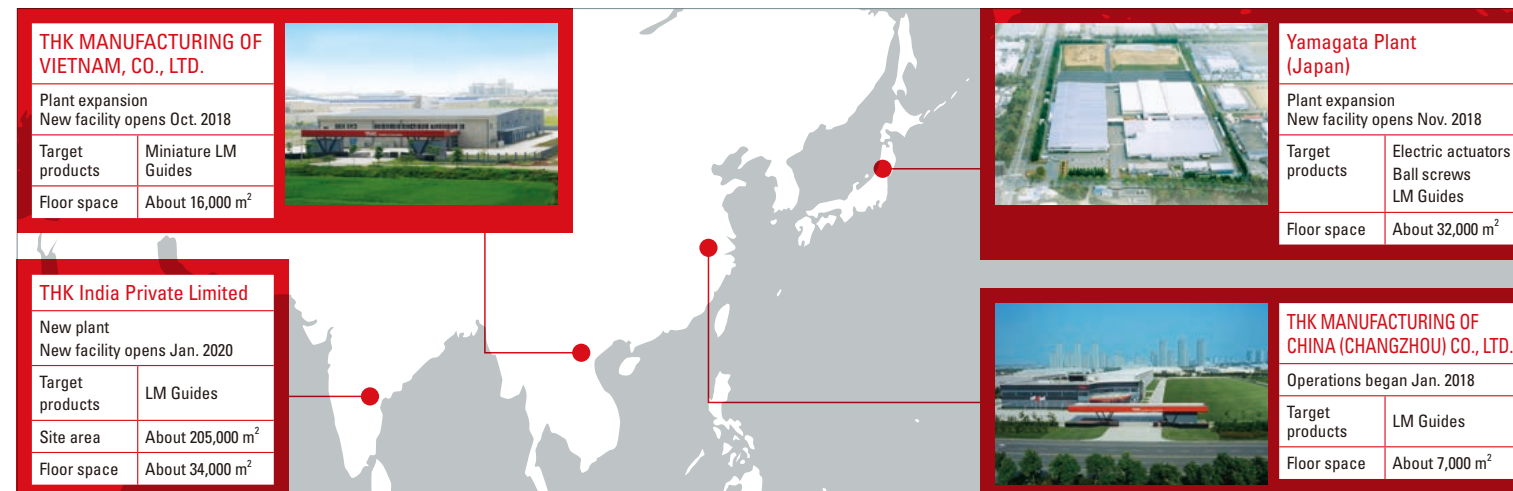 THK MANUFACTURING OF
VIETNAM, CO., LTD.
Plant expansion
New facility opens Oct. 2018
Target products
Miniature LM Guides
Floor space
About 16,000 m²
THK India Private Limited
New plant
New facility opens Jan. 2020
Target products
LM Guides
Site area
About 205,000 m²
Floor space
About 34,000 m²
Yamagata Plant
(Japan)
Plant expansion
New facility opens Nov. 2018
Target products
Electric actuators
Ball screws
LM Guides
Floor space
About 32,000 m²
THK MANUFACTURING OF
CHINA (CHANGZHOU) CO., LTD.
Operations began Jan. 2018
Target products
LM Guides
Floor space
About 7,000 m²